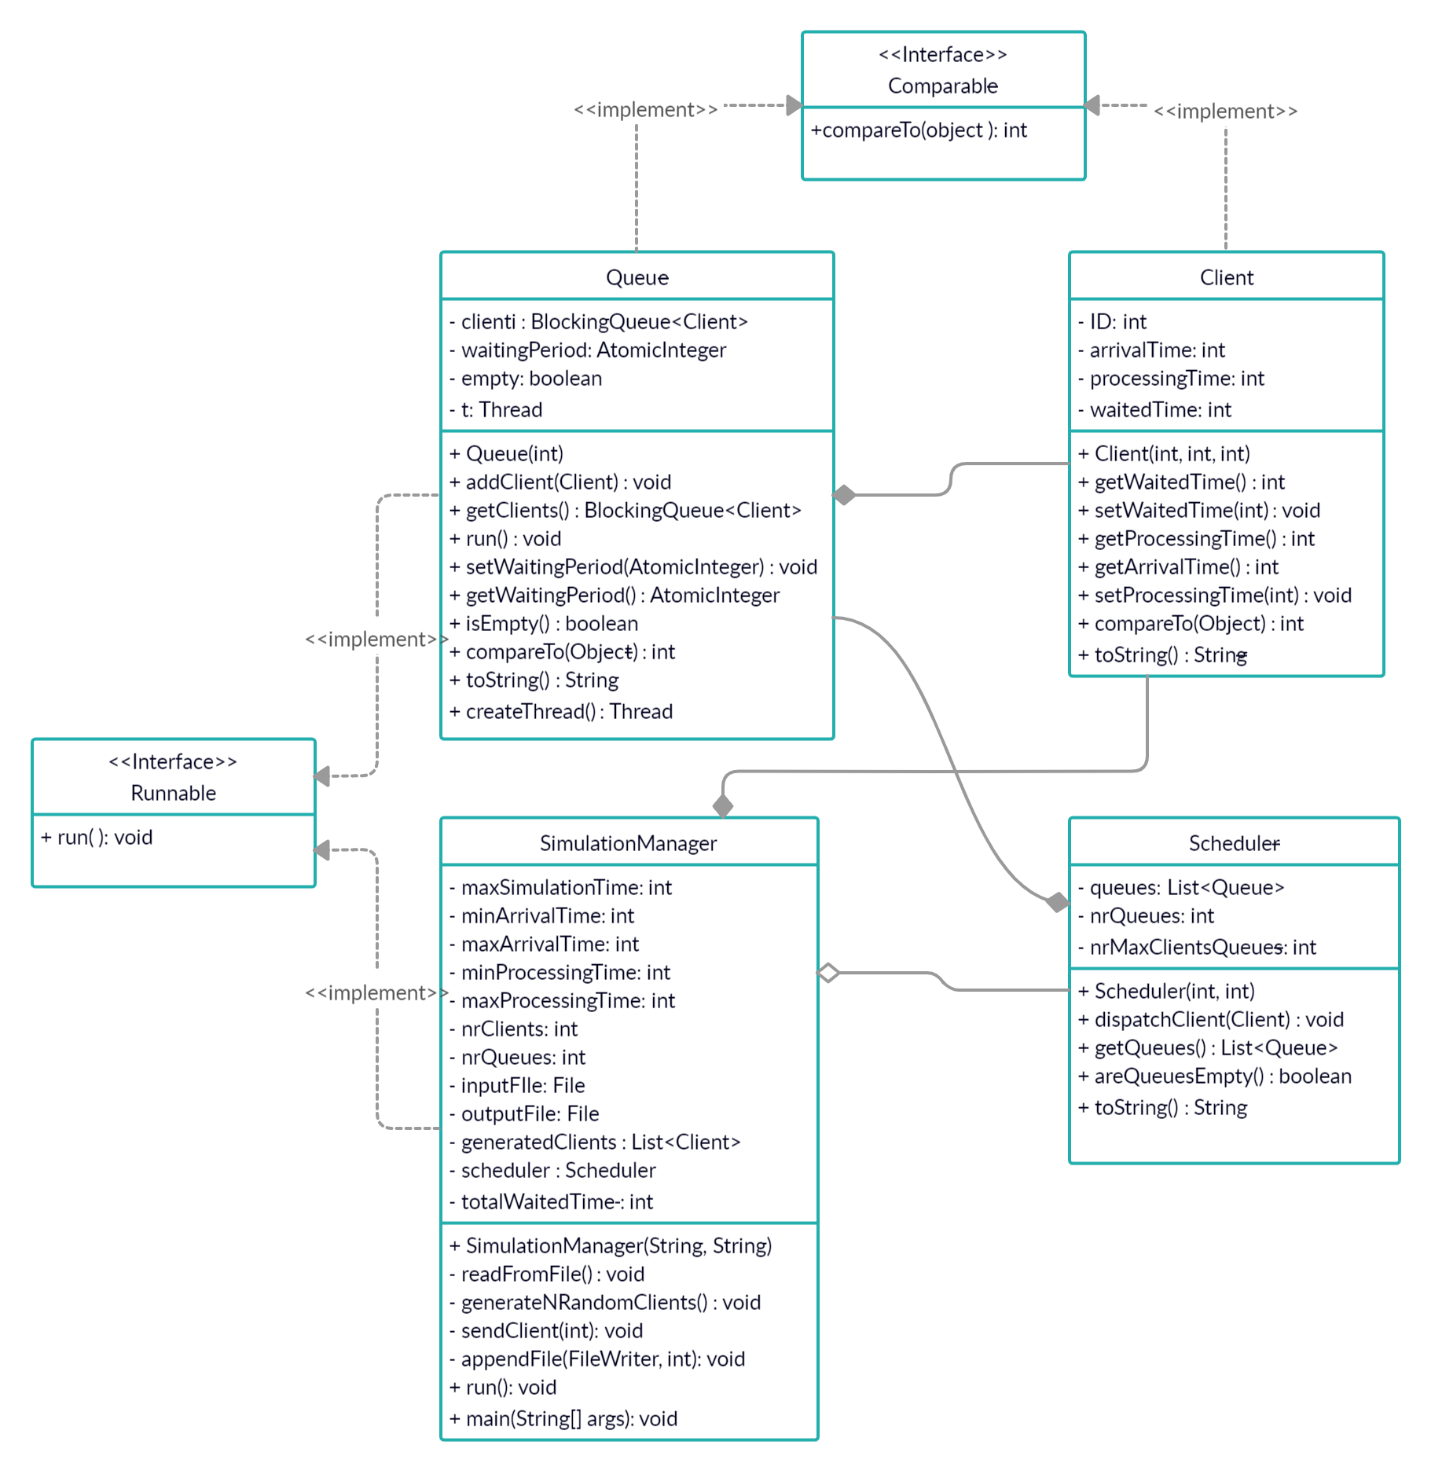 <<Interface>>
Comparable
+compareTo(object ): int
<<implement>>
<<implement>>
Queue
- clienti : BlockingQueue<Client>
- waitingPeriod: AtomicInteger
- empty: boolean
- t: Thread
+ Queue(int)
+ addClient(Client) : void
+ getClients() : BlockingQueue<Client>
+ run() : void
+ setWaitingPeriod(AtomicInteger) : void
+ getWaitingPeriod() : AtomicInteger
+ isEmpty() : boolean
+ compareTo(Object) : int
+ toString() : String
+ createThread() : Thread
Client
- ID: int
- arrivalTime: int
- processingTime: int
- waitedTime: int
+ Client(int, int, int)
+ getWaitedTime() : int
+ setWaitedTime(int) : void
+ getProcessingTime() : int
+ getArrivalTime() : int
+ setProcessingTime(int) : void
+ compareTo(Object) : int
+ toString() : String
<<implement>>
<<Interface>>
Runnable
+ run( ): void
<<implement>>
SimulationManager
- maxSimulationTime: int
- minArrivalTime: int
- maxArrivalTime: int
- minProcessingTime: int
- maxProcessingTime: int
- nrClients: int
- nrQueues: int
- inputFIle: File
- outputFile: File
- generatedClients : List<Client>
- scheduler : Scheduler
- totalWaitedTime : int
+ SimulationManager(String, String)
- readFromFile() : void
- generateNRandomClients() : void
- sendClient(int): void
- appendFile(FileWriter, int): void
+ run(): void
+ main(String[] args): void
Scheduler
- queues: List<Queue>
- nrQueues: int
- nrMaxClientsQueues: int
+ Scheduler(int, int)
+ dispatchClient(Client) : void
+ getQueues() : List<Queue>
+ areQueuesEmpty() : boolean
+ toString() : String